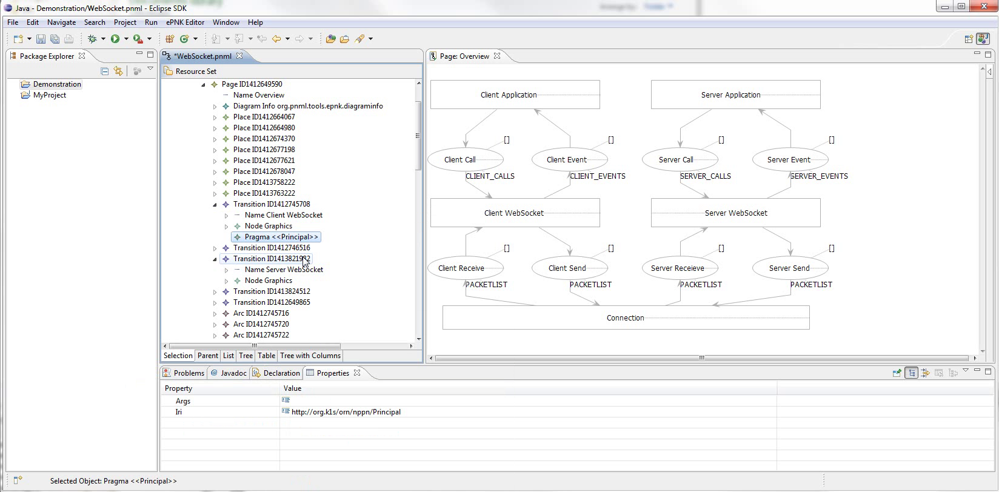 Java - Demonstration/WebSocket.pnml - Eclipse SDK
File Edit Navigate Search Project Run ePNK Editor Window Help
Package Explorer
Demonstration
MyProject
*WebSocket.pnml
Resource Set
Page ID1412649590
Name Overview
Diagram Info org.pnml.tools.epnk.diagraminfo
Place ID1412664067
Place ID1412664980
Place ID1412674370
Place ID1412677198
Place ID1412677621
Place ID1412678047
Place ID1413758222
Place ID1413763222
Transition ID1412745708
Name Client WebSocket
Node Graphics
Pragma <<Principal>>
Transition ID1412746516
Transition
Name Server WebSocket
Node Graphics
Transition ID1413824512
Transition ID1412649865
Arc ID1412745716
Arc ID1412745720
Arc ID1412745722
Selection Parent List Tree Table Tree with Columns
Page: Overview
Client Application Server Application
[] [] [] []
Client Call Client Event Server Call Server Event
CLIENT_CALLS CLIENT_EVENTS SERVER_CALLS SERVER_EVENTS
Client WebSocket Server WebSocket
[] [] [] []
Client Receive Client Send Server Receieve Server Send
PACKETLIST PACKETLIST PACKETLIST PACKETLIST
Connection
Problems @ Javadoc Declaration Properties
Property Value
Args
Iri http://org.k1s/orn/nppn/Principal
Selected Object: Pragma <<Principal>>